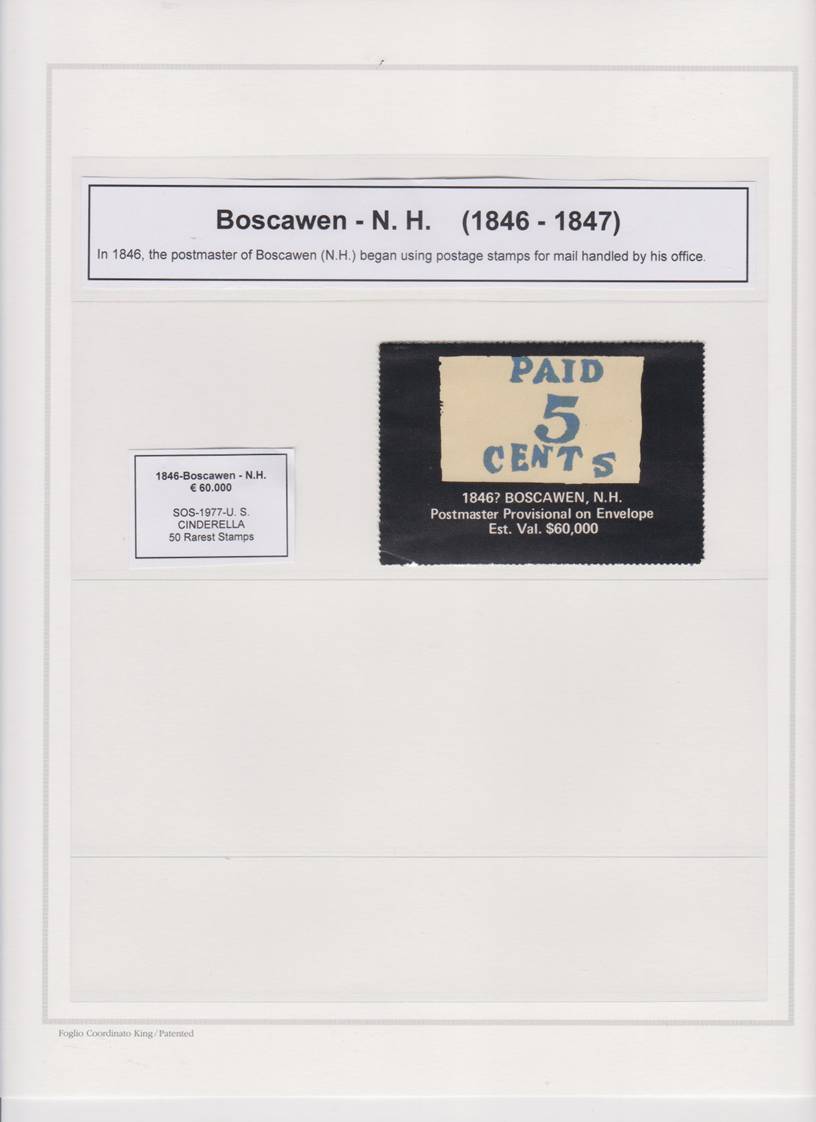 Boscawen - N. H. (1846 - 1847)
In 1846, the postmaster of Boscawen (N.H.) began using postage stamps for mail handled by his office.
PAID
5
CENTS
1846? BOSCAWEN, N.H.
Postmaster Provisional on Envelope
Est. Val. $60,000
1846-Boscawen - N.H.
€ 60.000
SOS-1977-U. S.
CINDERELLA
50 Rarest Stamps
Foglio Coordinato King/Patented